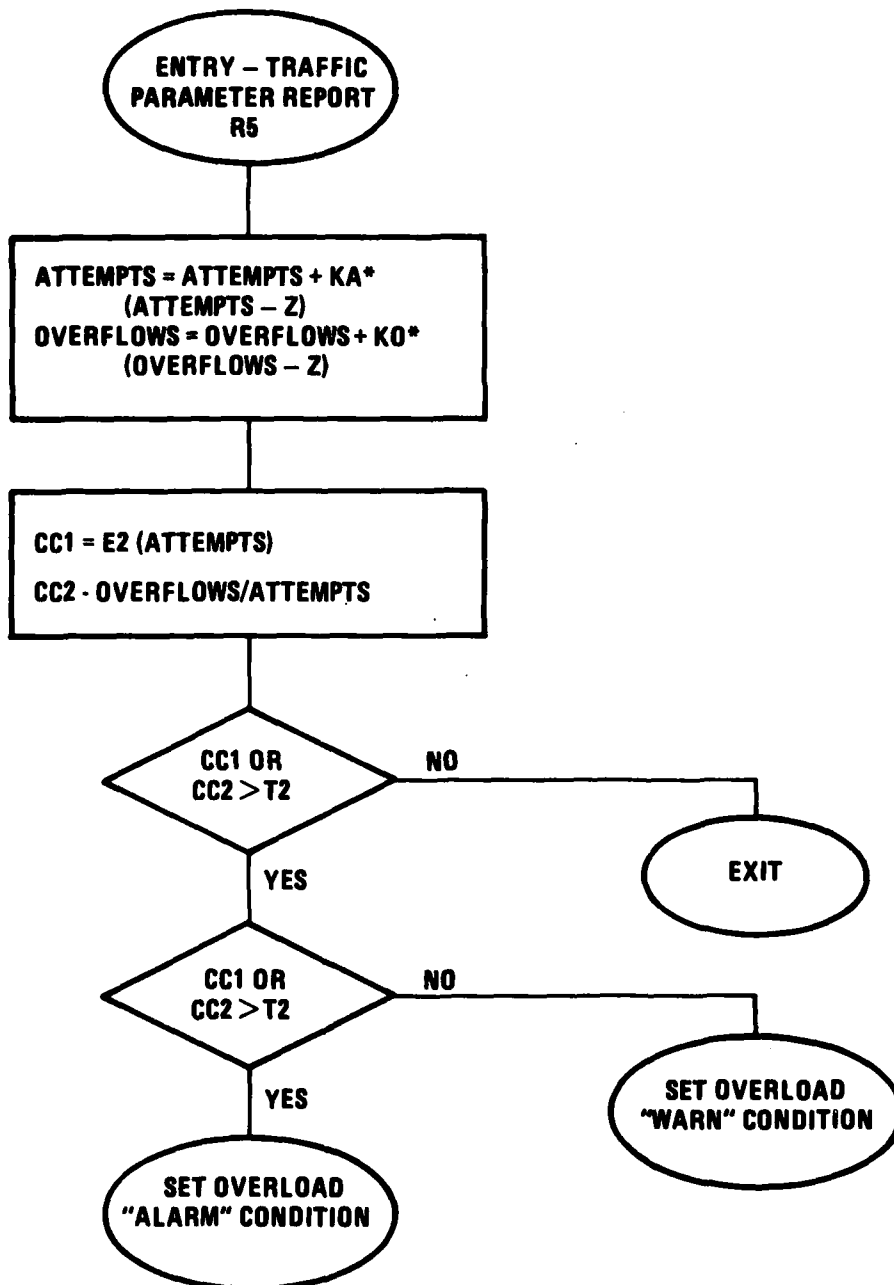 ENTRY – TRAFFIC
PARAMETER REPORT
R5
ATTEMPTS = ATTEMPTS + KA*
(ATTEMPTS – Z)
OVERFLOWS = OVERFLOWS + KO*
(OVERFLOWS – Z)
CC1 = E2 (ATTEMPTS)
CC2 - OVERFLOWS/ATTEMPTS
CC1 OR
CC2 > T2
NO
EXIT
YES
CC1 OR
CC2 > T2
NO
SET OVERLOAD
"WARN" CONDITION
YES
SET OVERLOAD
"ALARM" CONDITION